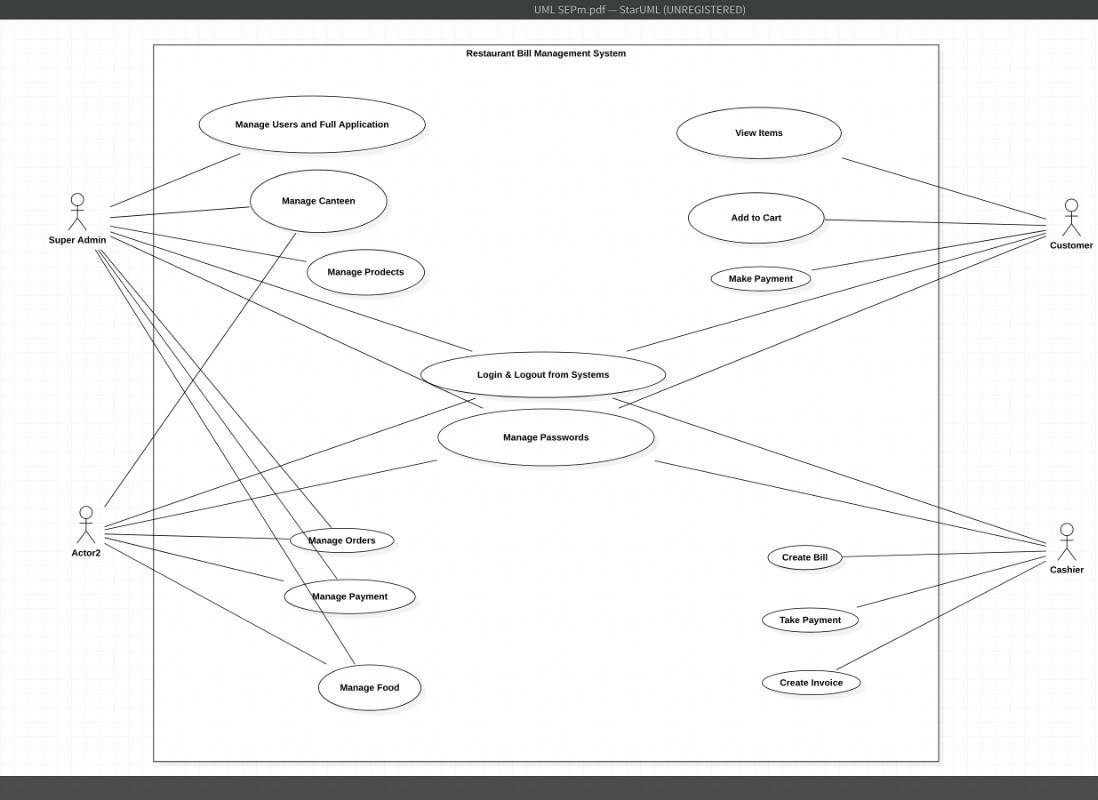 UML SEPm.pdf — StarUML (UNREGISTERED)
Restaurant Bill Management System
Manage Users and Full Application
View Items
Manage Canteen
Add to Cart
Super Admin
Customer
Manage Prodects
Make Payment
Login & Logout from Systems
Manage Passwords
Manage Orders
Actor2
Create Bill
Cashier
Manage Payment
Take Payment
Manage Food
Create Invoice